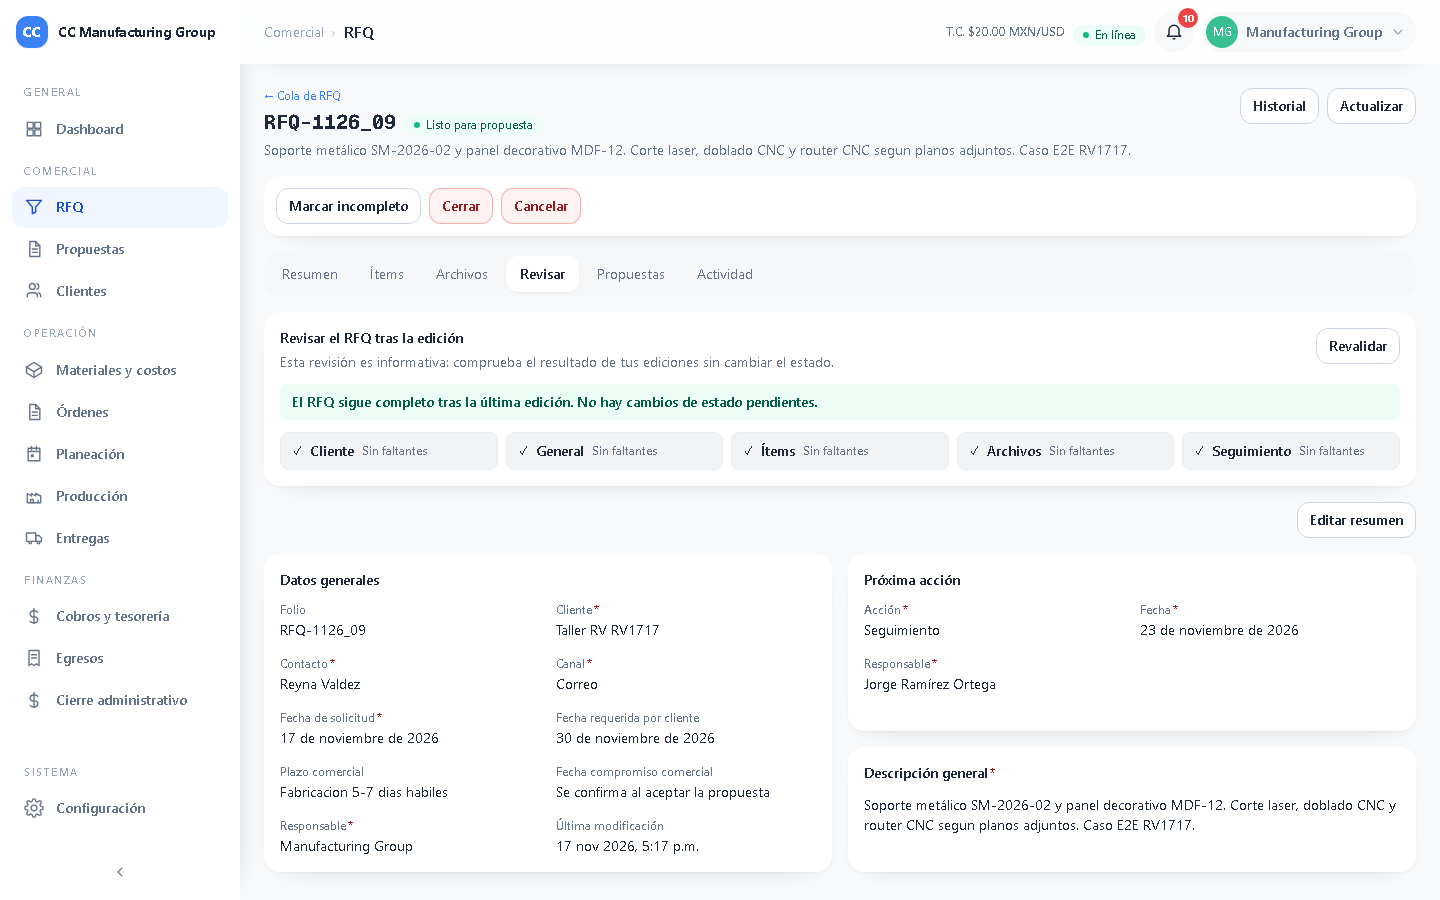 CC CC Manufacturing Group
GENERAL
Dashboard
COMERCIAL
RFQ
Propuestas
Clientes
OPERACIÓN
Materiales y costos
Órdenes
Planeación
Producción
Entregas
FINANZAS
Cobros y tesorería
Egresos
Cierre administrativo
SISTEMA
Configuración
Comercial › RFQ
T.C. $20.00 MXN/USD En línea 10 MG Manufacturing Group
← Cola de RFQ
RFQ-1126_09 Listo para propuesta
Soporte metálico SM-2026-02 y panel decorativo MDF-12. Corte laser, doblado CNC y router CNC segun planos adjuntos. Caso E2E RV1717.
Historial Actualizar
Marcar incompleto Cerrar Cancelar
Resumen Ítems Archivos Revisar Propuestas Actividad
Revisar el RFQ tras la edición
Esta revisión es informativa: comprueba el resultado de tus ediciones sin cambiar el estado.
Revalidar
El RFQ sigue completo tras la última edición. No hay cambios de estado pendientes.
✓ Cliente Sin faltantes ✓ General Sin faltantes ✓ Ítems Sin faltantes ✓ Archivos Sin faltantes ✓ Seguimiento Sin faltantes
Editar resumen
Datos generales
Folio Cliente*
RFQ-1126_09 Taller RV RV1717
Contacto* Canal*
Reyna Valdez Correo
Fecha de solicitud* Fecha requerida por cliente
17 de noviembre de 2026 30 de noviembre de 2026
Plazo comercial Fecha compromiso comercial
Fabricacion 5-7 dias habiles Se confirma al aceptar la propuesta
Responsable* Última modificación
Manufacturing Group 17 nov 2026, 5:17 p.m.
Próxima acción
Acción* Fecha*
Seguimiento 23 de noviembre de 2026
Responsable*
Jorge Ramírez Ortega
Descripción general*
Soporte metálico SM-2026-02 y panel decorativo MDF-12. Corte laser, doblado CNC y
router CNC segun planos adjuntos. Caso E2E RV1717.